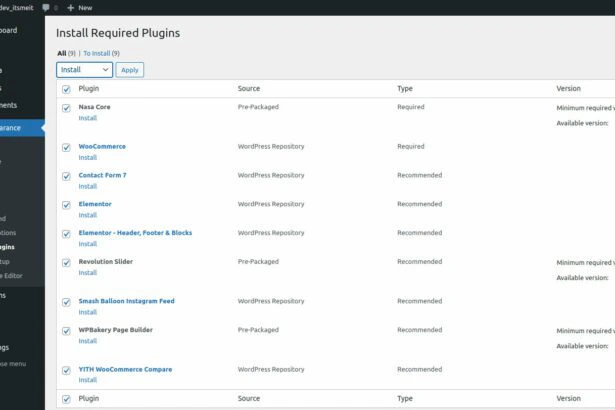 dev_itsmeit 0 + New
Install Required Plugins
All (9) | To Install (9)
Install Apply
Plugin Source Type Version
Nasa Core Pre-Packaged Required Minimum required v
Install Available version:
WooCommerce WordPress Repository Required
Install
Contact Form 7 WordPress Repository Recommended
Install
Elementor WordPress Repository Recommended
Install
Elementor - Header, Footer & Blocks WordPress Repository Recommended
Install
Revolution Slider Pre-Packaged Recommended Minimum required v
Install Available version:
Smash Balloon Instagram Feed WordPress Repository Recommended
Install
WPBakery Page Builder Pre-Packaged Recommended Minimum required v
Install Available version:
YITH WooCommerce Compare WordPress Repository Recommended
Install
Plugin Source Type Version
board
a
s
ments
arance
e
nd
ptions
ugins
tup
e Editor
ns
ngs
pse menu